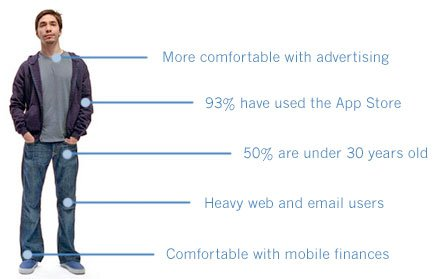 More comfortable with advertising
93% have used the App Store
50% are under 30 years old
Heavy web and email users
Comfortable with mobile finances